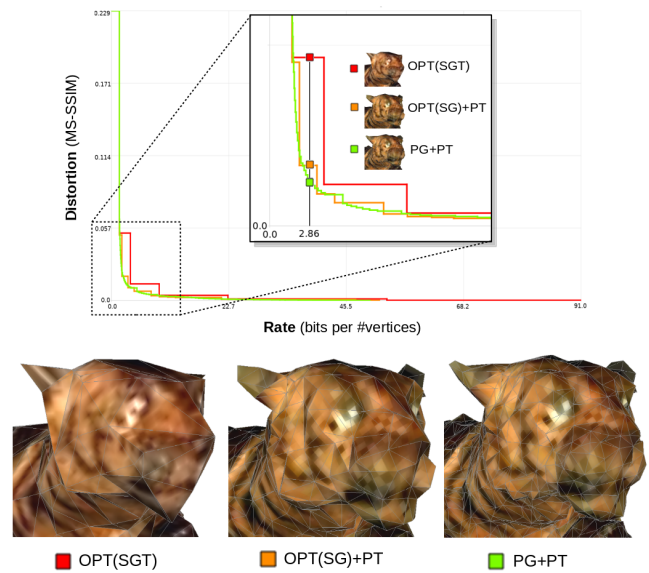 0.229
0.171
0.114
0.057
0.0
Distortion (MS-SSIM)
OPT(SGT)
OPT(SG)+PT
PG+PT
0.0
0.0
2.86
0.0
22.7
45.5
68.2
91.0
Rate (bits per #vertices)
OPT(SGT)
OPT(SG)+PT
PG+PT